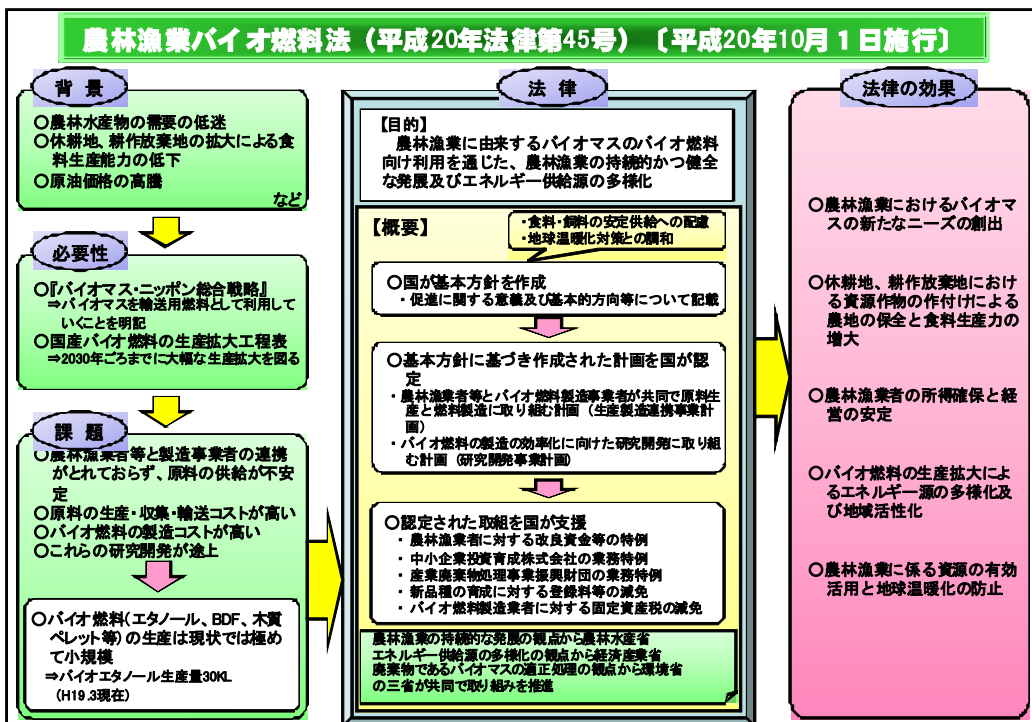 農林漁業バイオ燃料法（平成20年法律第45号）〔平成20年10月１日施行〕
背 景
○農林水産物の需要の低迷
○休耕地、耕作放棄地の拡大による食
料生産能力の低下
○原油価格の高騰
など
必要性
○『バイオマス・ニッポン総合戦略』
⇒バイオマスを輸送用燃料として利用して
いくことを明記
○国産バイオ燃料の生産拡大工程表
⇒2030年ごろまでに大幅な生産拡大を図る
課 題
○農林漁業者等と製造事業者の連携
がとれておらず、原料の供給が不安
定
○原料の生産・収集・輸送コストが高い
○バイオ燃料の製造コストが高い
○これらの研究開発が途上
○バイオ燃料（エタノール、BDF、木質
ペレット等）の生産は現状では極め
て小規模
⇒バイオエタノール生産量30KL
（H19.3現在）
法 律
【目的】
農林漁業に由来するバイオマスのバイオ燃料
向け利用を通じた、農林漁業の持続的かつ健全
な発展及びエネルギー供給源の多様化
【概要】
・食料・飼料の安定供給への配慮
・地球温暖化対策との調和
○国が基本方針を作成
・促進に関する意義及び基本的方向等について記載
○基本方針に基づき作成された計画を国が認
定
・農林漁業者等とバイオ燃料製造事業者が共同で原料生
産と燃料製造に取り組む計画（生産製造連携事業計
画）
・バイオ燃料の製造の効率化に向けた研究開発に取り組
む計画（研究開発事業計画）
○認定された取組を国が支援
・農林漁業者に対する改良資金等の特例
・中小企業投資育成株式会社の業務特例
・産業廃棄物処理事業振興財団の業務特例
・新品種の育成に対する登録料等の減免
・バイオ燃料製造業者に対する固定資産税の減免
農林漁業の持続的な発展の観点から農林水産省
エネルギー供給源の多様化の観点から経済産業省
廃棄物であるバイオマスの適正処理の観点から環境省
の三省が共同で取り組みを推進
法律の効果
○農林漁業におけるバイオマ
スの新たなニーズの創出
○休耕地、耕作放棄地におけ
る資源作物の作付けによる
農地の保全と食料生産力の
増大
○農林漁業者の所得確保と経
営の安定
○バイオ燃料の生産拡大によ
るエネルギー源の多様化及
び地域活性化
○農林漁業に係る資源の有効
活用と地球温暖化の防止